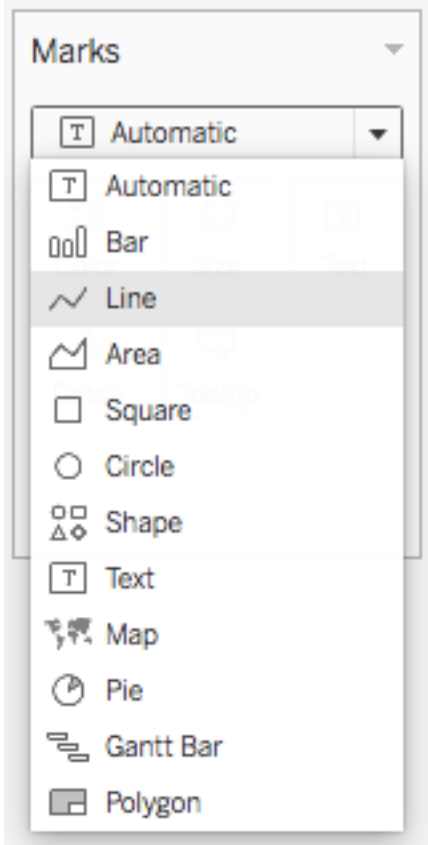 Marks
Automatic
Automatic
Bar
Line
Area
Square
Circle
Shape
Text
Map
Pie
Gantt Bar
Polygon